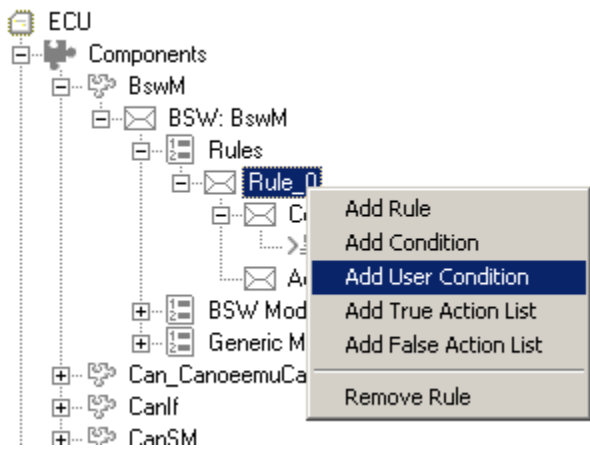 ECU
Components
BswM
BSW: BswM
Rules
Rule_0
Add Rule
Add Condition
Add User Condition
Add True Action List
Add False Action List
Remove Rule
BSW Mod
Generic M
Can_CanoeemuCa
CanIf
CanSM